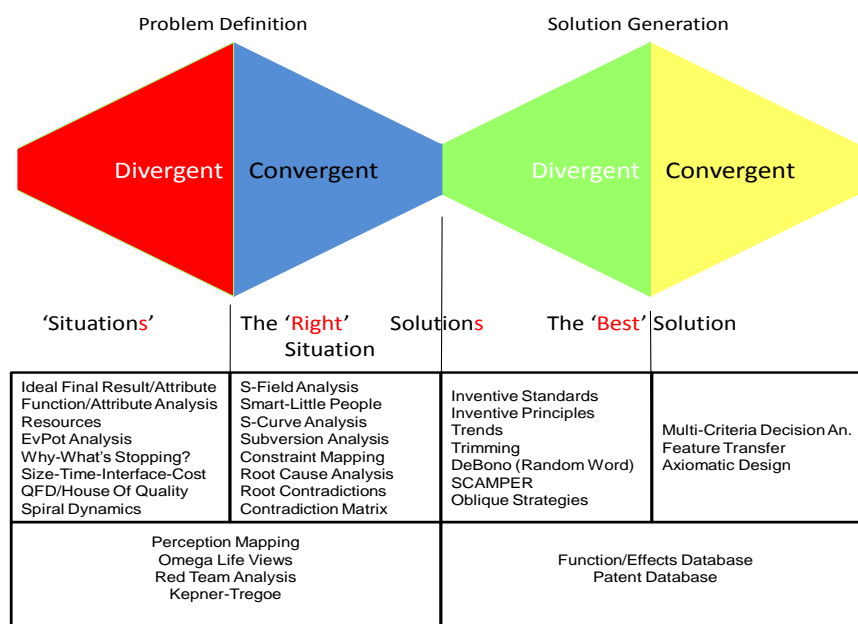 Problem Definition
Solution Generation
Divergent
Convergent
Divergent
Convergent
‘Situations’
The ‘Right’
Situation
Solutions
The ‘Best’ Solution
Ideal Final Result/Attribute
Function/Attribute Analysis
Resources
EvPot Analysis
Why-What’s Stopping?
Size-Time-Interface-Cost
QFD/House Of Quality
Spiral Dynamics
S-Field Analysis
Smart-Little People
S-Curve Analysis
Subversion Analysis
Constraint Mapping
Root Cause Analysis
Root Contradictions
Contradiction Matrix
Inventive Standards
Inventive Principles
Trends
Trimming
DeBono (Random Word)
SCAMPER
Oblique Strategies
Multi-Criteria Decision An.
Feature Transfer
Axiomatic Design
Perception Mapping
Omega Life Views
Red Team Analysis
Kepner-Tregoe
Function/Effects Database
Patent Database